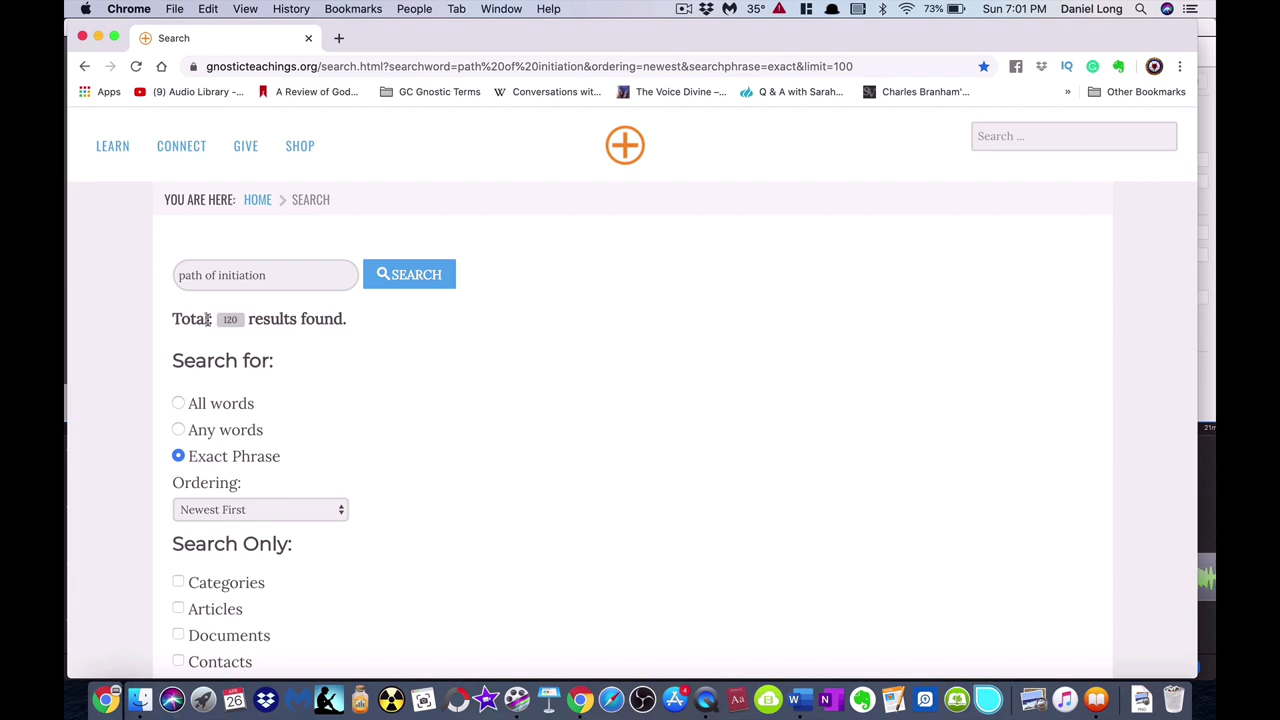 Chrome File Edit View History Bookmarks People Tab Window Help 35° 73% Sun 7:01 PM Daniel Long
Search
gnosticteachings.org/search.html?searchword=path%20of%20initiation&ordering=newest&searchphrase=exact&limit=100
Apps (9) Audio Library -... A Review of God... GC Gnostic Terms Conversations wit... The Voice Divine –... Q & A with Sarah... Charles Branham'... » Other Bookmarks
LEARN CONNECT GIVE SHOP Search ...
YOU ARE HERE: HOME SEARCH
path of initiation SEARCH
Total: 120 results found.
Search for:
All words
Any words
Exact Phrase
Ordering:
Newest First
Search Only:
Categories
Articles
Documents
Contacts